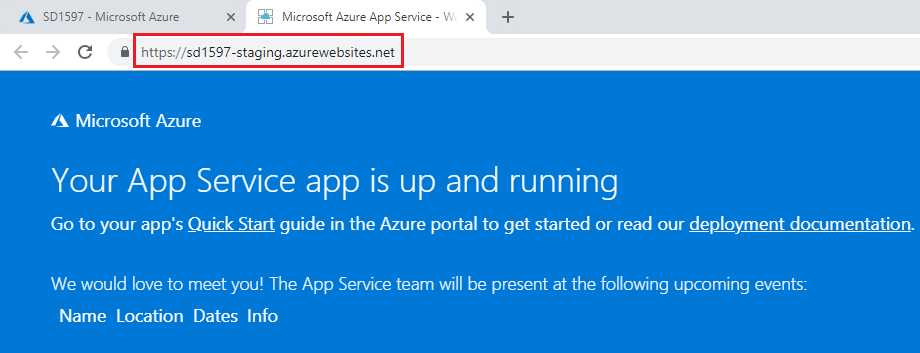 SD1597 - Microsoft Azure
Microsoft Azure App Service - We
https://sd1597-staging.azurewebsites.net
Microsoft Azure
Your App Service app is up and running
Go to your app's Quick Start guide in the Azure portal to get started or read our deployment documentation.
We would love to meet you! The App Service team will be present at the following upcoming events:
Name Location Dates Info